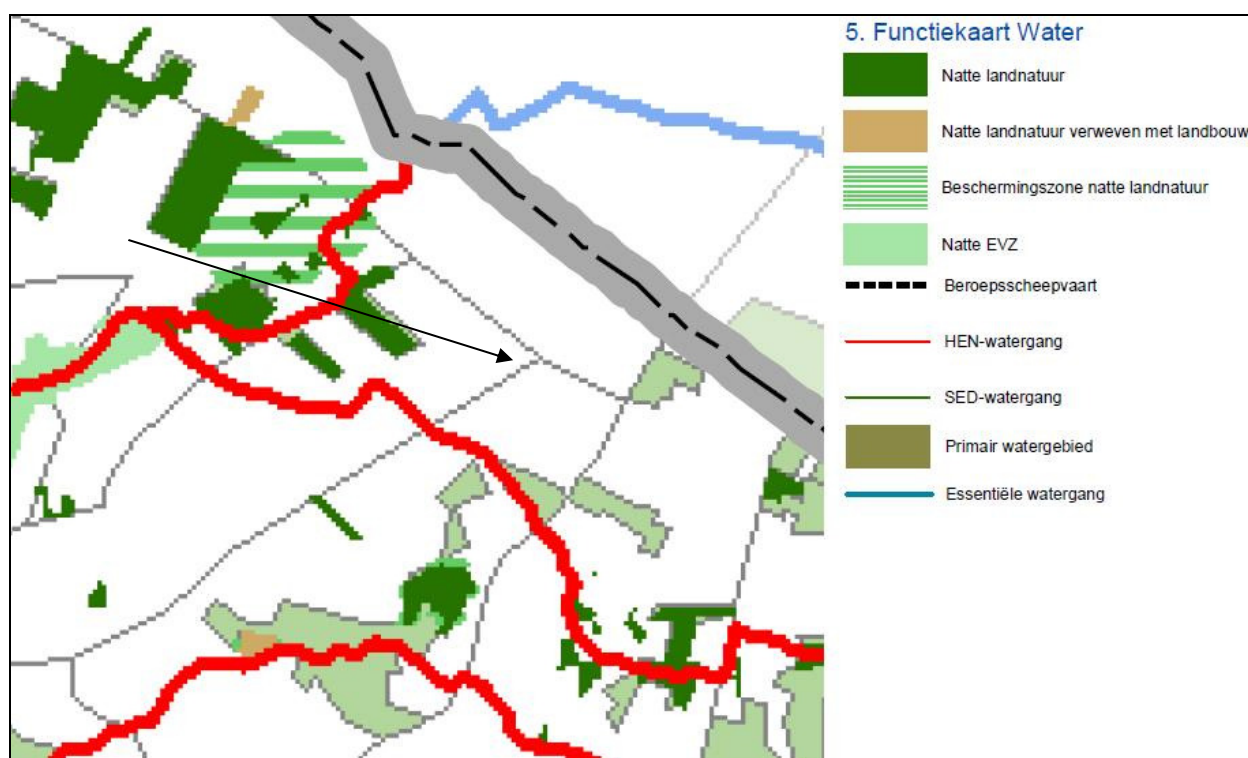 5. Functiekaart Water
Natte landnatuur
Natte landnatuur verweven met landbouw
Beschermingszone natte landnatuur
Natte EVZ
Beroepsscheepvaart
HEN-watergang
SED-watergang
Primair watergebied
Essentiële watergang